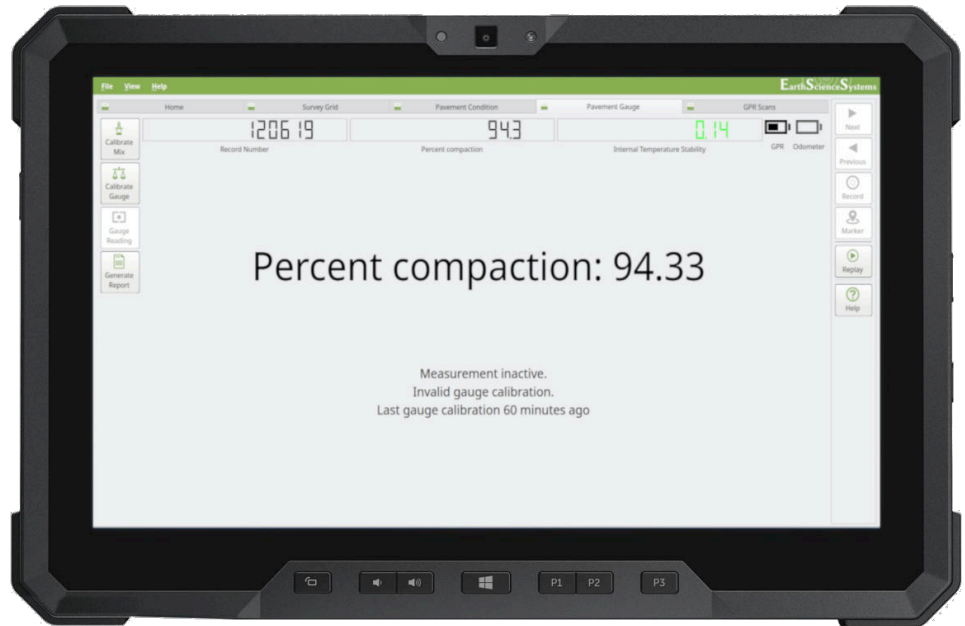 File View Help
EarthScienceSystems
Home Survey Grid Pavement Condition Pavement Gauge GPR Scans
120619 94.3 0.14
Record Number Percent compaction Internal Temperature Stability GPR Odometer
Calibrate
Mix
Calibrate
Gauge
Gauge
Reading
Generate
Report
Percent compaction: 94.33
Measurement inactive.
Invalid gauge calibration.
Last gauge calibration 60 minutes ago
Next
Previous
Record
Marker
Replay
Help
P1 P2 P3